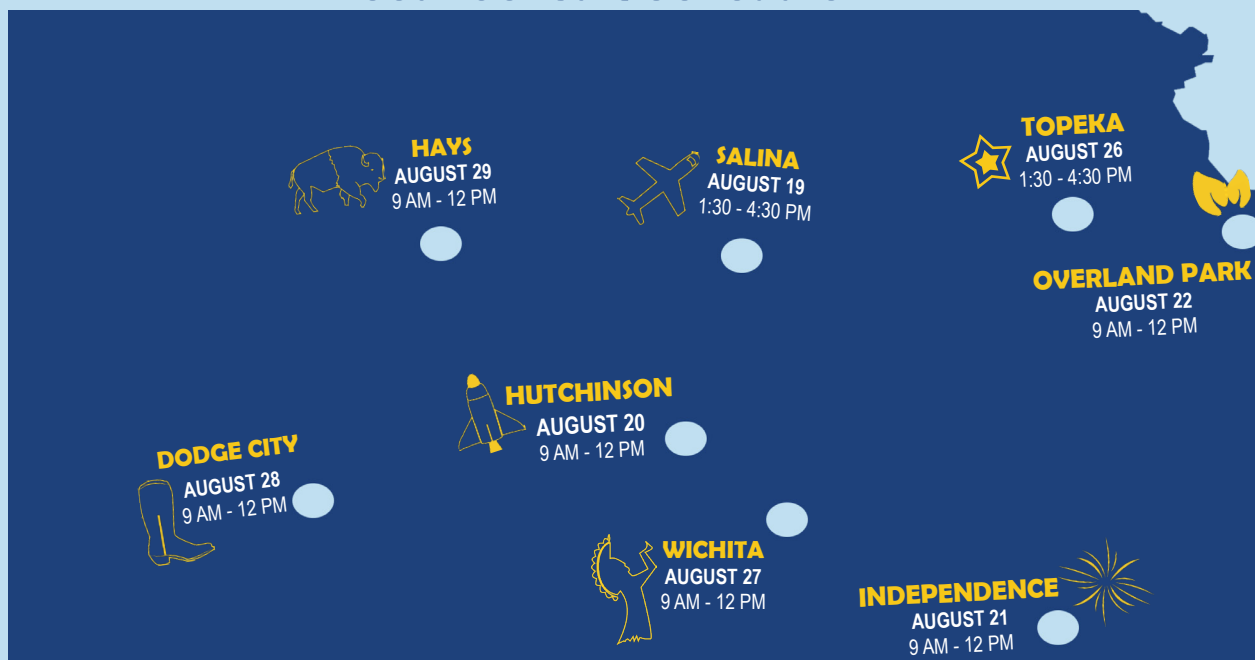 HAYS
AUGUST 29
9 AM - 12 PM
SALINA
AUGUST 19
1:30 - 4:30 PM
TOPEKA
AUGUST 26
1:30 - 4:30 PM
OVERLAND PARK
AUGUST 22
9 AM - 12 PM
HUTCHINSON
AUGUST 20
9 AM - 12 PM
DODGE CITY
AUGUST 28
9 AM - 12 PM
WICHITA
AUGUST 27
9 AM - 12 PM
INDEPENDENCE
AUGUST 21
9 AM - 12 PM